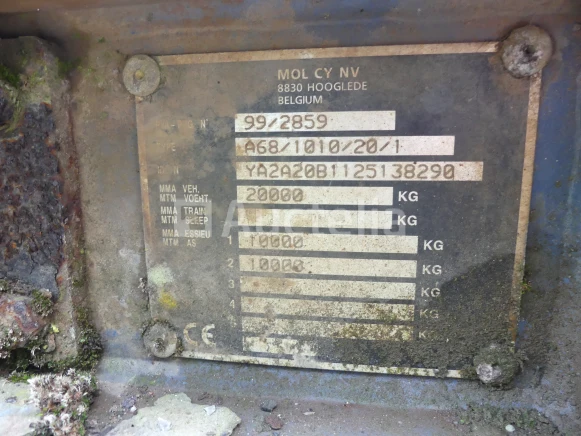 MOL CY NV
8830 HOOGLEDE
BELGIUM
N° 99/2859
A68/1010/20/1
YA2A20B1125138290
MMA VEH.
MTM VOERT 20000 KG
MMA TRAIN
MTM SLEEP KG
MMA ESSIEU
MTM AS 1 10000 KG
2 10000 KG
3 KG
4 KG
K
CE
Auctelia